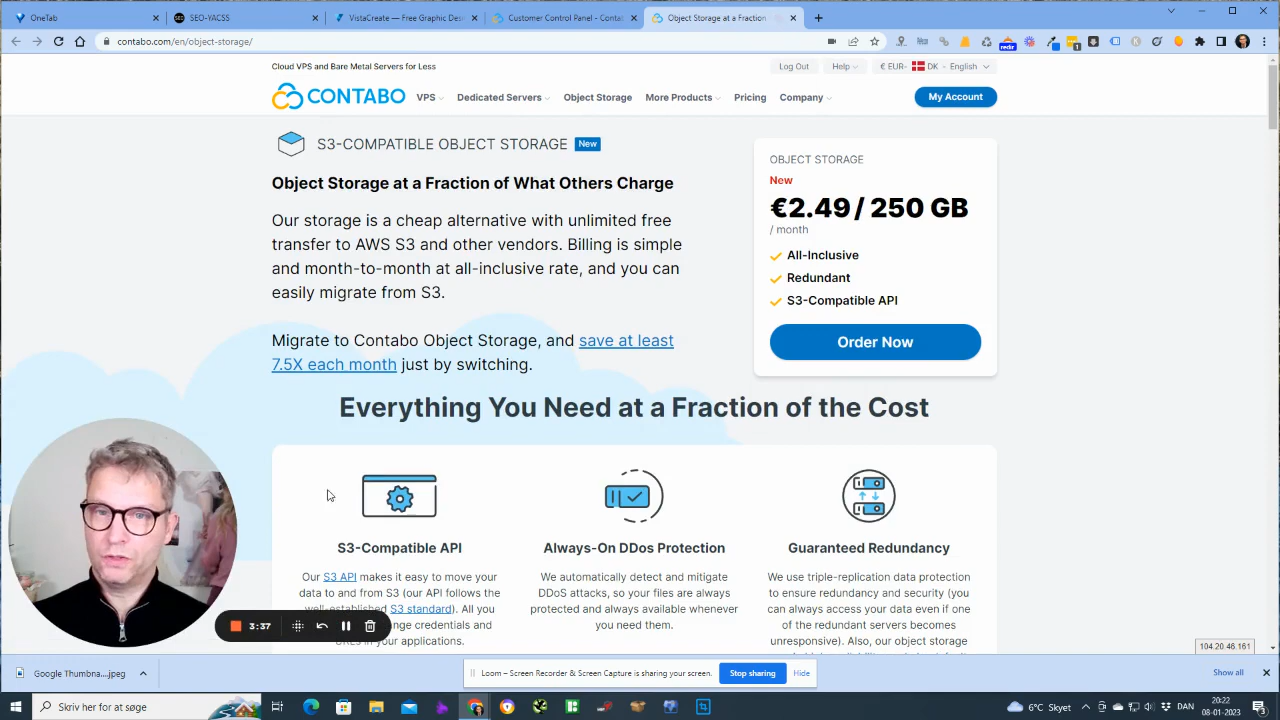 OneTab
SEO-YACSS
VistaCreate — Free Graphic Des
Customer Control Panel - Conta
Object Storage at a Fraction of
contabo.com/en/object-storage/
Cloud VPS and Bare Metal Servers for Less
Log Out
Help
€ EUR- DK - English
CONTABO
VPS
Dedicated Servers
Object Storage
More Products
Pricing
Company
My Account
S3-COMPATIBLE OBJECT STORAGE New
Object Storage at a Fraction of What Others Charge
Our storage is a cheap alternative with unlimited free
transfer to AWS S3 and other vendors. Billing is simple
and month-to-month at all-inclusive rate, and you can
easily migrate from S3.
Migrate to Contabo Object Storage, and save at least
7.5X each month just by switching.
OBJECT STORAGE
New
€2.49 / 250 GB
/ month
All-Inclusive
Redundant
S3-Compatible API
Order Now
Everything You Need at a Fraction of the Cost
S3-Compatible API
Our S3 API makes it easy to move your
data to and from S3 (our API follows the
well-established S3 standard). All you
nge credentials and
in your applications.
Always-On DDos Protection
We automatically detect and mitigate
DDoS attacks, so your files are always
protected and always available whenever
you need them.
Guaranteed Redundancy
We use triple-replication data protection
to ensure redundancy and security (you
can always access your data even if one
of the redundant servers becomes
unresponsive). Also, our object storage
3:37
104.20.46.161
Google Thumbna....jpeg
Loom – Screen Recorder & Screen Capture is sharing your screen.
Stop sharing
Hide
Show all
Skriv her for at søge
6°C Skyet
DAN
20:22
08-01-2023